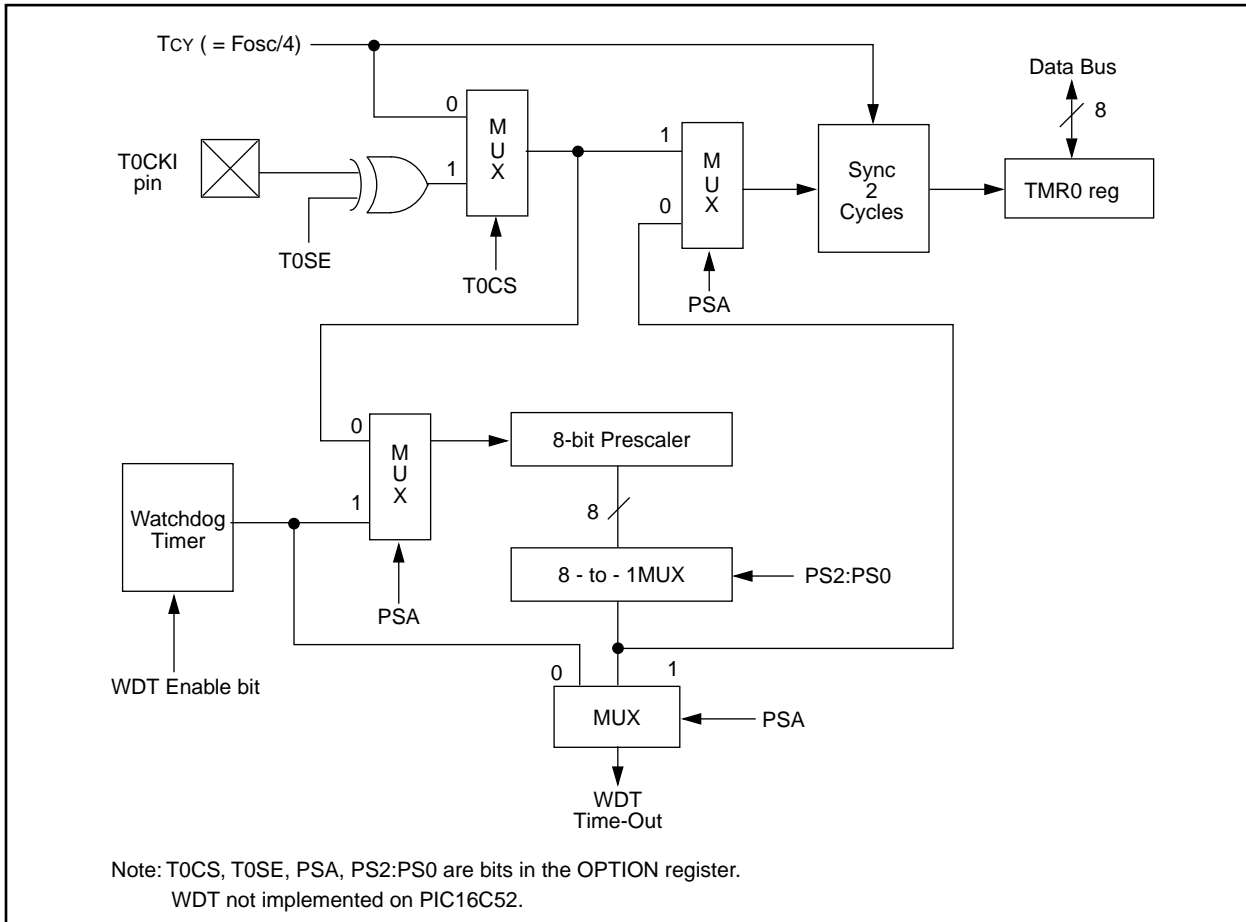 TCY ( = Fosc/4)
Data Bus
8
0
M
U
X
1
T0CKI
pin
T0SE
T0CS
1
M
U
X
0
PSA
Sync
2
Cycles
TMR0 reg
0
M
U
X
1
PSA
8-bit Prescaler
8
Watchdog
Timer
WDT Enable bit
8 - to - 1MUX
PS2:PS0
0
1
MUX
PSA
WDT
Time-Out
Note: T0CS, T0SE, PSA, PS2:PS0 are bits in the OPTION register.
WDT not implemented on PIC16C52.